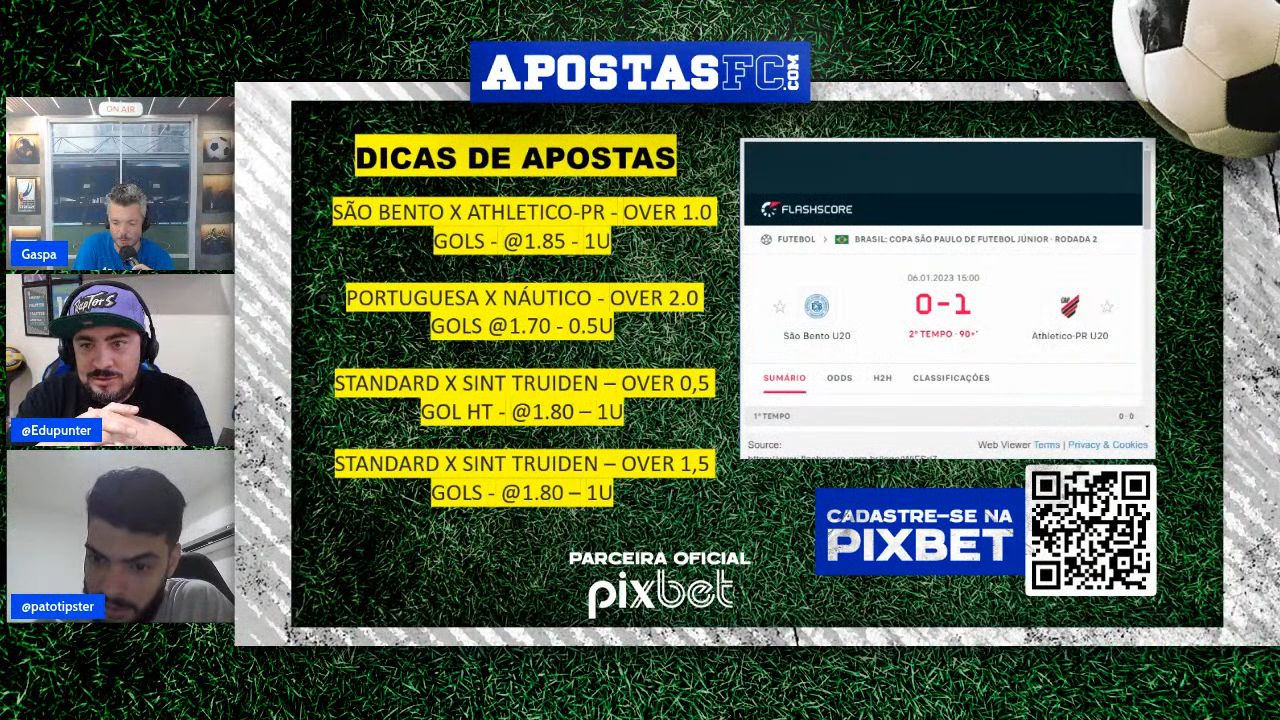 APOSTASFC.COM
ON AIR
Gaspa
@Edupunter
@patotipster
DICAS DE APOSTAS
SÃO BENTO X ATHLETICO-PR - OVER 1.0
GOLS - @1.85 - 1U
PORTUGUESA X NÁUTICO - OVER 2.0
GOLS @1.70 - 0.5U
STANDARD X SINT TRUIDEN – OVER 0,5
GOL HT - @1.80 – 1U
STANDARD X SINT TRUIDEN – OVER 1,5
GOLS - @1.80 – 1U
FLASHSCORE
FUTEBOL > BRASIL: COPA SÃO PAULO DE FUTEBOL JÚNIOR - RODADA 2
06.01.2023 15:00
0-1
São Bento U20
2º TEMPO - 90+'
Athletico-PR U20
SUMÁRIO ODDS H2H CLASSIFICAÇÕES
1º TEMPO 0 - 0
Source: Web Viewer Terms | Privacy & Cookies
CADASTRE-SE NA
PIXBET
PARCEIRA OFICIAL
pixbet